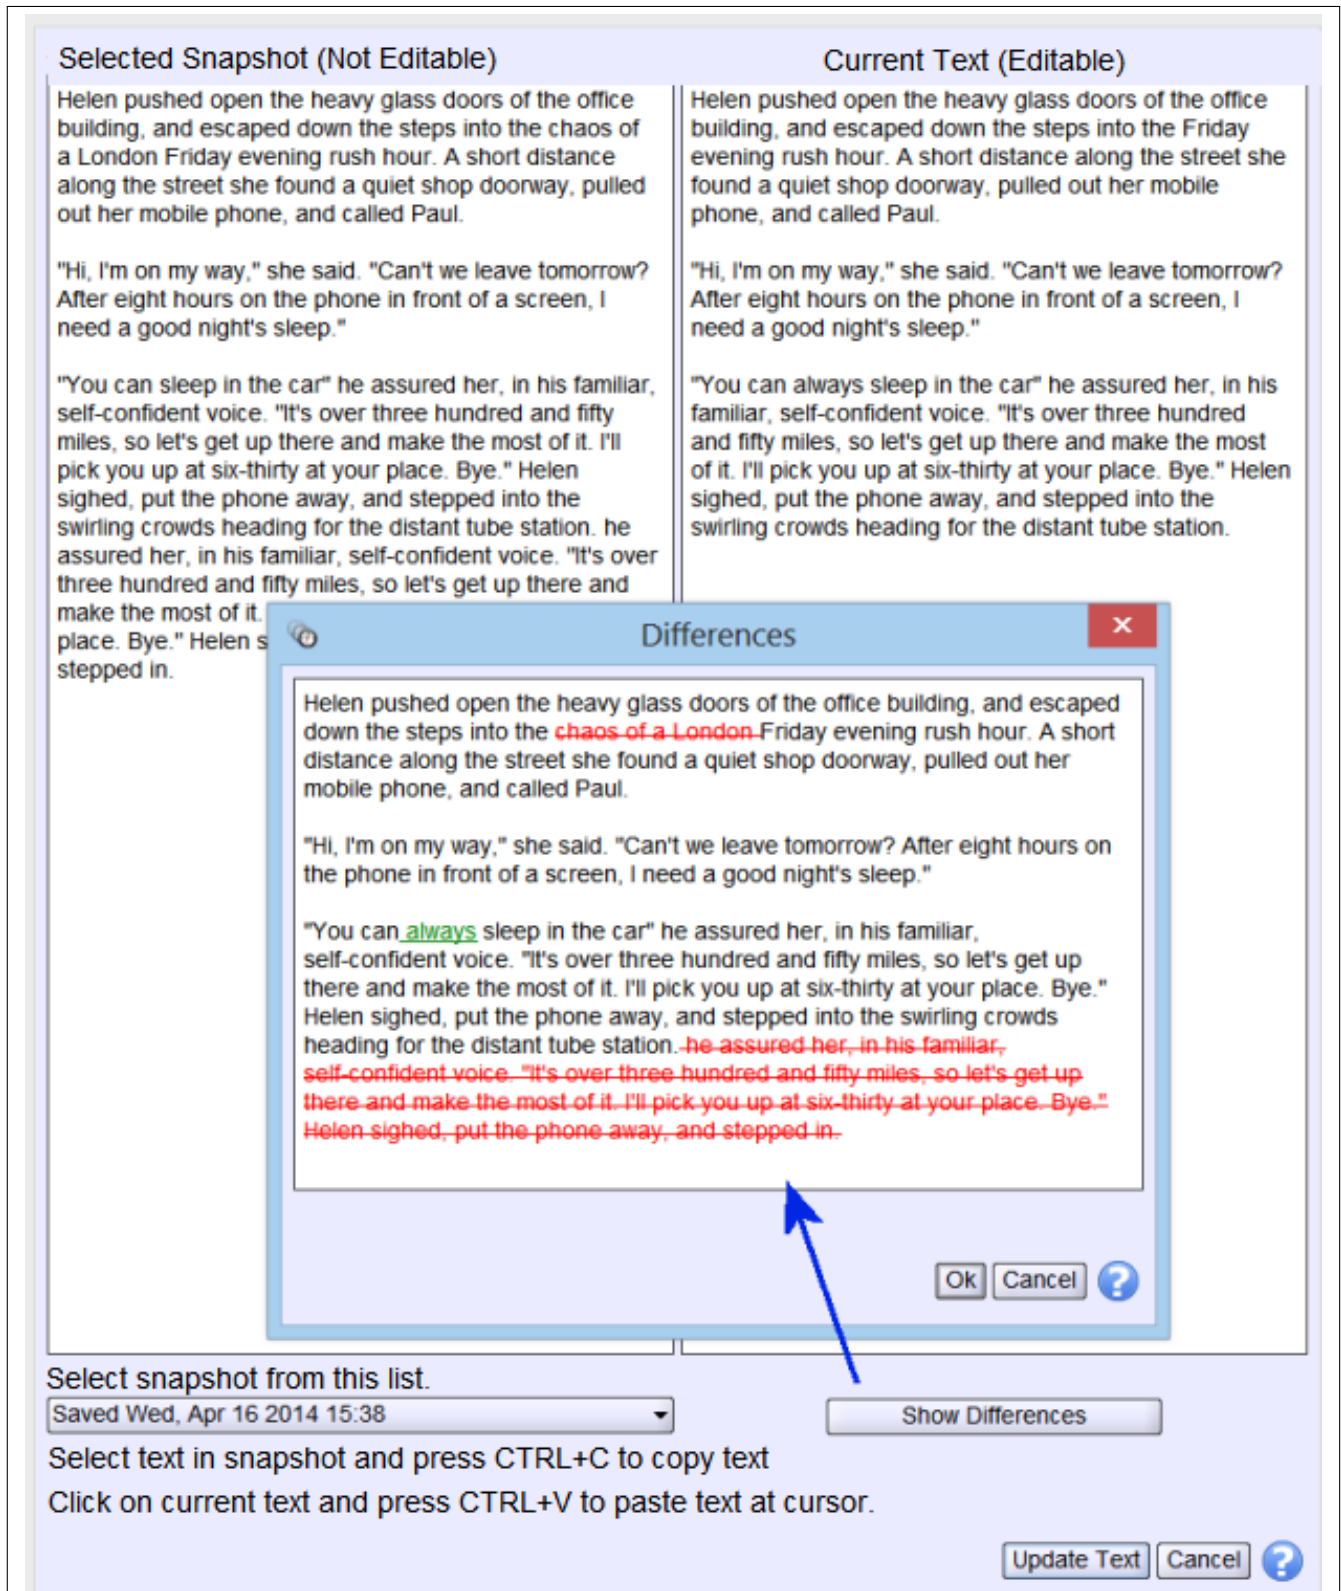 Selected Snapshot (Not Editable)
Current Text (Editable)
Helen pushed open the heavy glass doors of the office
building, and escaped down the steps into the chaos of
a London Friday evening rush hour. A short distance
along the street she found a quiet shop doorway, pulled
out her mobile phone, and called Paul.
"Hi, I'm on my way," she said. "Can't we leave tomorrow?
After eight hours on the phone in front of a screen, I
need a good night's sleep."
"You can sleep in the car" he assured her, in his familiar,
self-confident voice. "It's over three hundred and fifty
miles, so let's get up there and make the most of it. I'll
pick you up at six-thirty at your place. Bye." Helen
sighed, put the phone away, and stepped into the
swirling crowds heading for the distant tube station. he
assured her, in his familiar, self-confident voice. "It's over
three hundred and fifty miles, so let's get up there and
make the most of it.
place. Bye." Helen s
stepped in.
Helen pushed open the heavy glass doors of the office
building, and escaped down the steps into the Friday
evening rush hour. A short distance along the street she
found a quiet shop doorway, pulled out her mobile
phone, and called Paul.
"Hi, I'm on my way," she said. "Can't we leave tomorrow?
After eight hours on the phone in front of a screen, I
need a good night's sleep."
"You can always sleep in the car" he assured her, in his
familiar, self-confident voice. "It's over three hundred
and fifty miles, so let's get up there and make the most
of it. I'll pick you up at six-thirty at your place. Bye." Helen
sighed, put the phone away, and stepped into the
swirling crowds heading for the distant tube station.
Differences
Helen pushed open the heavy glass doors of the office building, and escaped
down the steps into the chaos of a London Friday evening rush hour. A short
distance along the street she found a quiet shop doorway, pulled out her
mobile phone, and called Paul.
"Hi, I'm on my way," she said. "Can't we leave tomorrow? After eight hours on
the phone in front of a screen, I need a good night's sleep."
"You can always sleep in the car" he assured her, in his familiar,
self-confident voice. "It's over three hundred and fifty miles, so let's get up
there and make the most of it. I'll pick you up at six-thirty at your place. Bye."
Helen sighed, put the phone away, and stepped into the swirling crowds
heading for the distant tube station. he assured her, in his familiar,
self-confident voice. "It's over three hundred and fifty miles, so let's get up
there and make the most of it. I'll pick you up at six-thirty at your place. Bye."
Helen sighed, put the phone away, and stepped in.
Ok Cancel ?
Select snapshot from this list.
Saved Wed, Apr 16 2014 15:38
Show Differences
Select text in snapshot and press CTRL+C to copy text
Click on current text and press CTRL+V to paste text at cursor.
Update Text Cancel ?